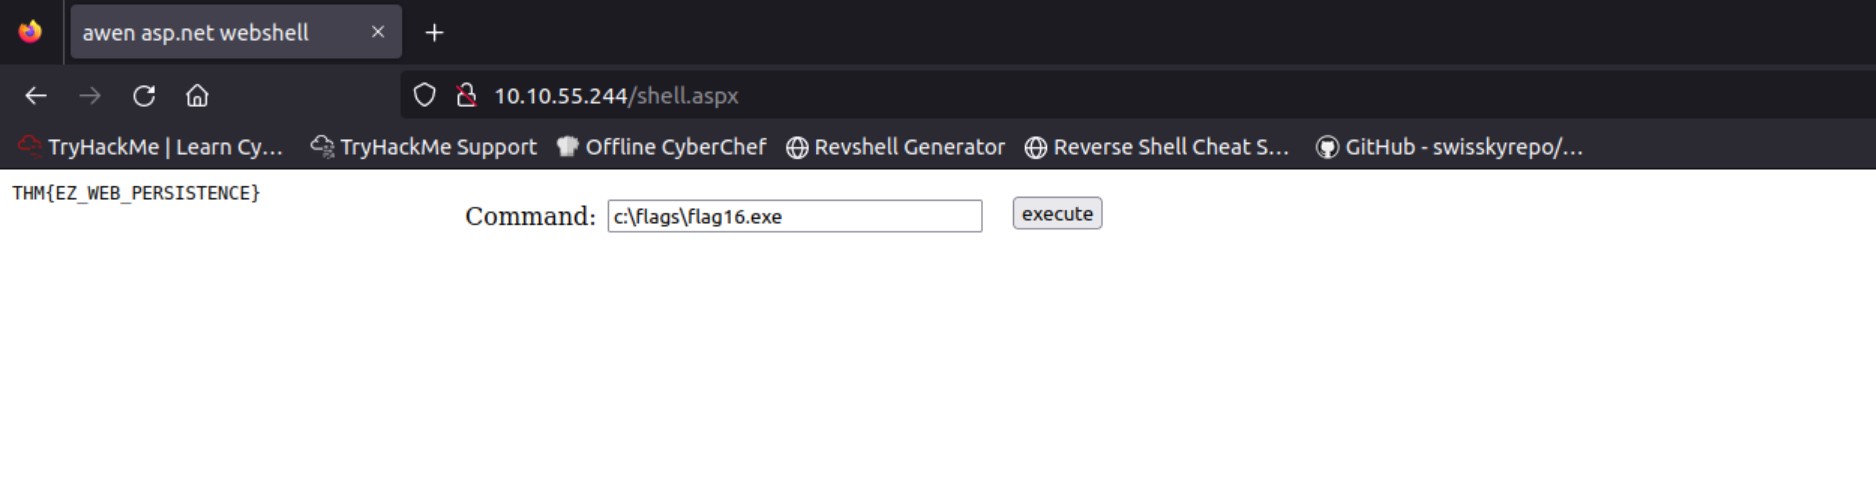 awen asp.net webshell
10.10.55.244/shell.aspx
TryHackMe | Learn Cy… TryHackMe Support Offline CyberChef Revshell Generator Reverse Shell Cheat S… GitHub - swisskyrepo/…
THM{EZ_WEB_PERSISTENCE}
Command: c:\flags\flag16.exe execute